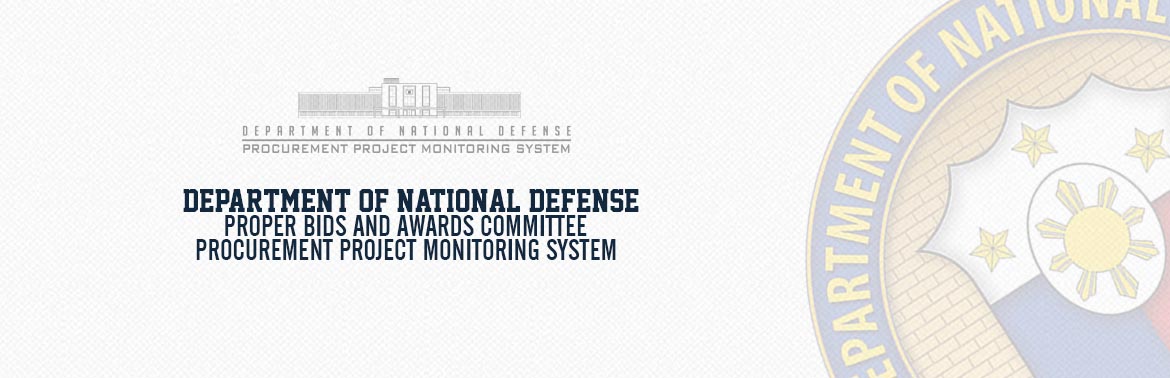 DEPARTMENT OF NATIONAL DEFENSE
PROCUREMENT PROJECT MONITORING SYSTEM
DEPARTMENT OF NATIONAL DEFENSE
PROPER BIDS AND AWARDS COMMITTEE
PROCUREMENT PROJECT MONITORING SYSTEM
DEPARTMENT OF NATIONAL